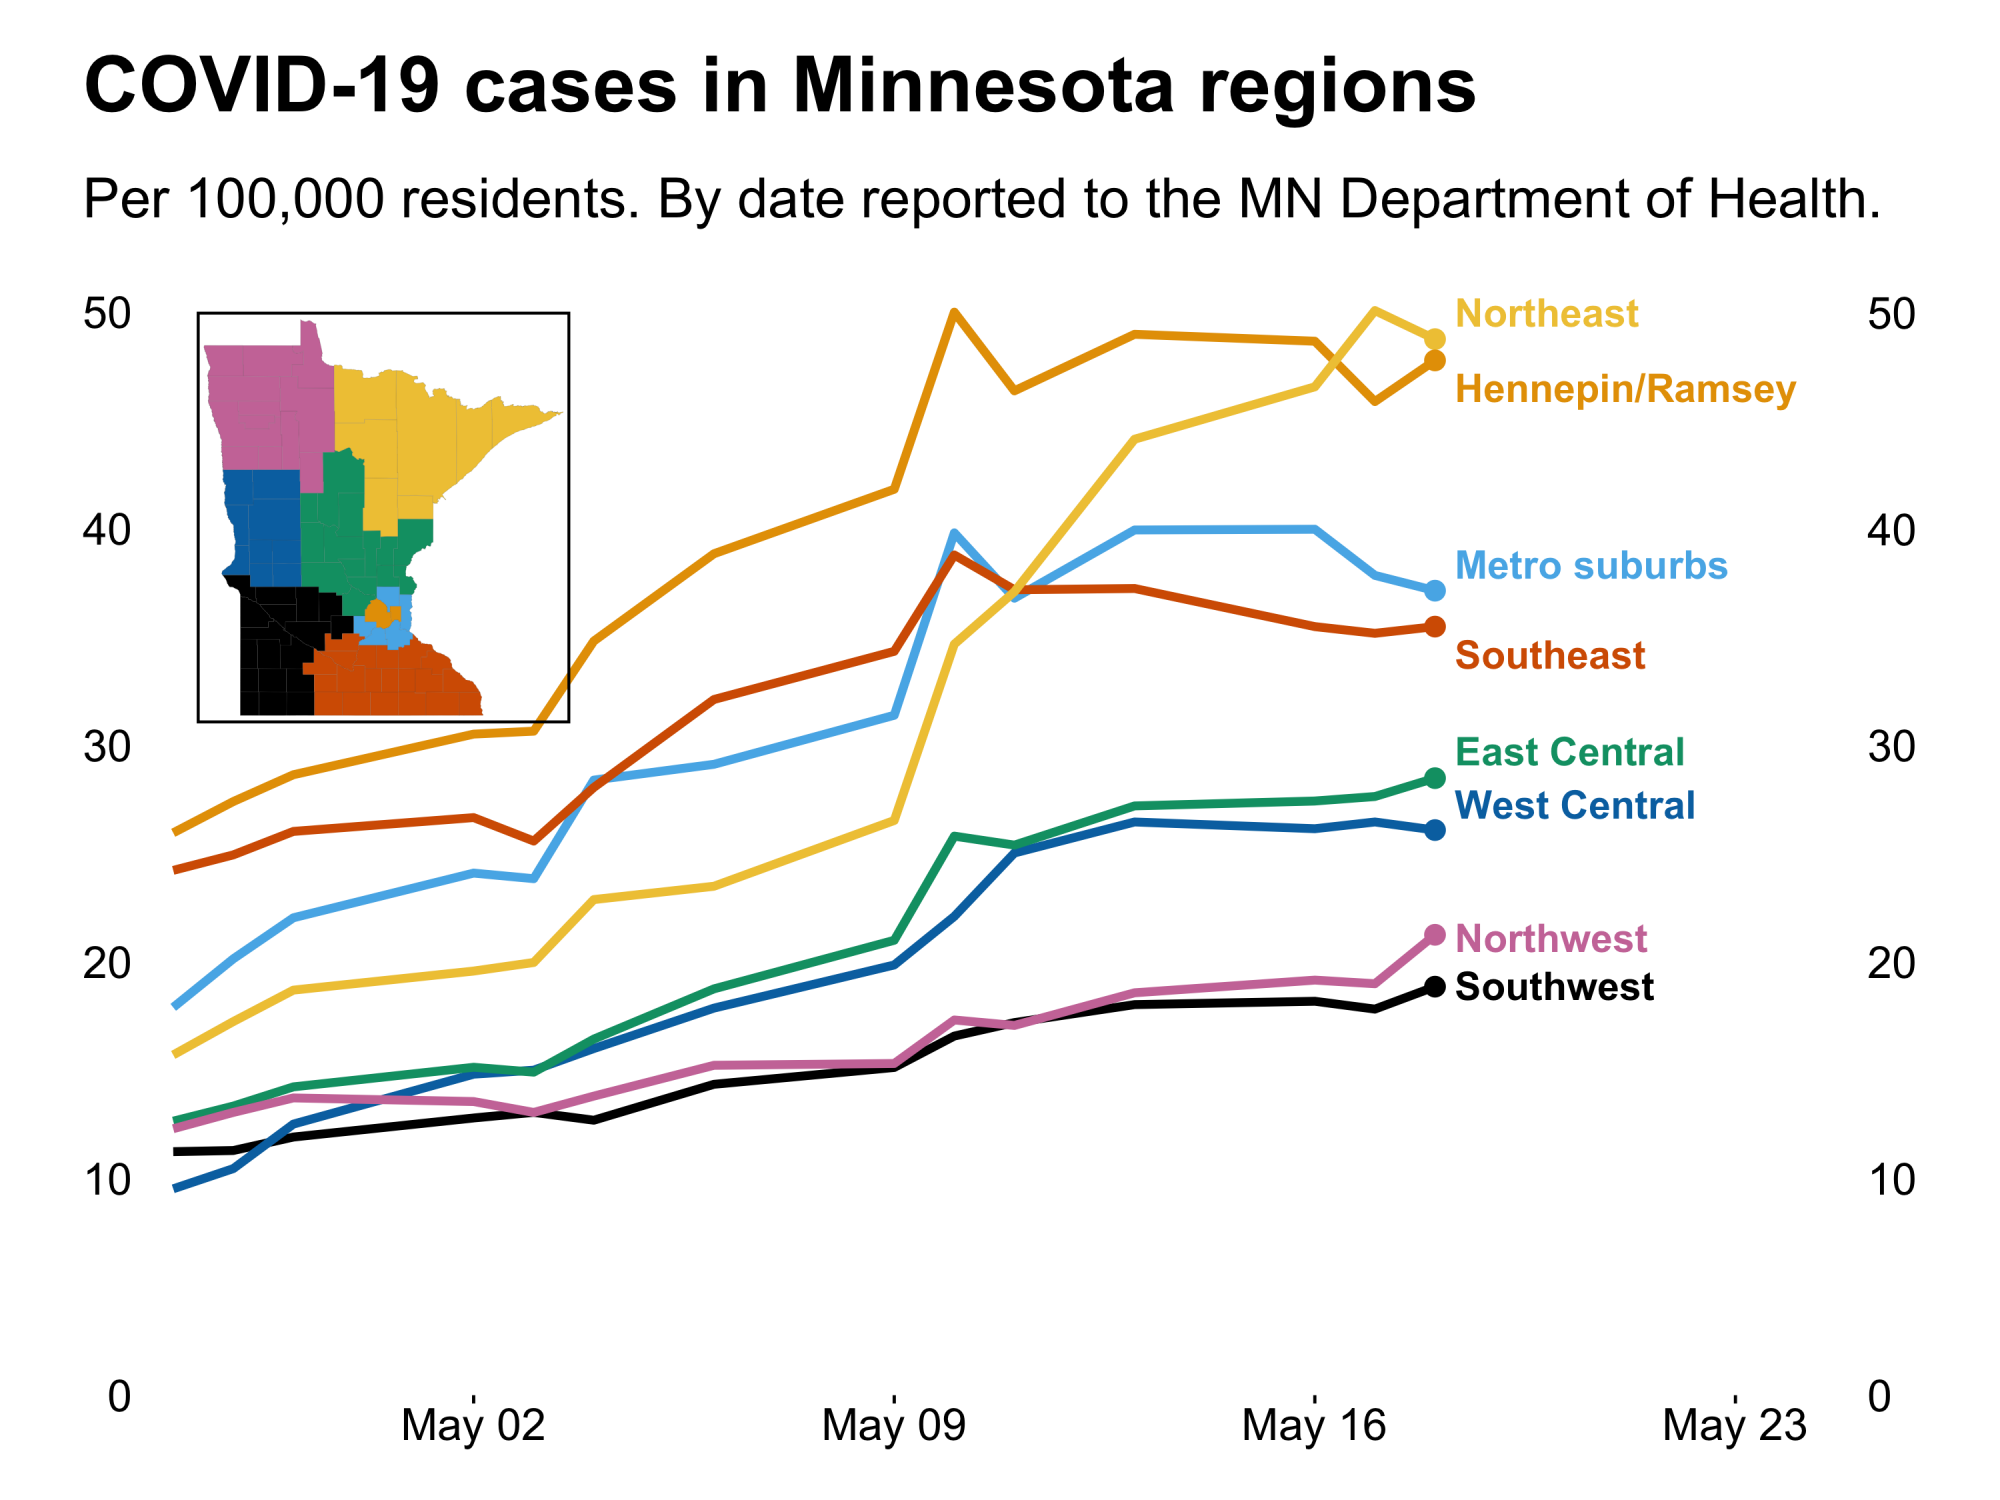 COVID-19 cases in Minnesota regions
Per 100,000 residents. By date reported to the MN Department of Health.
50
40
30
20
10
0
Northeast
Hennepin/Ramsey
Metro suburbs
Southeast
East Central
West Central
Northwest
Southwest
50
40
30
20
10
0
May 02
May 09
May 16
May 23